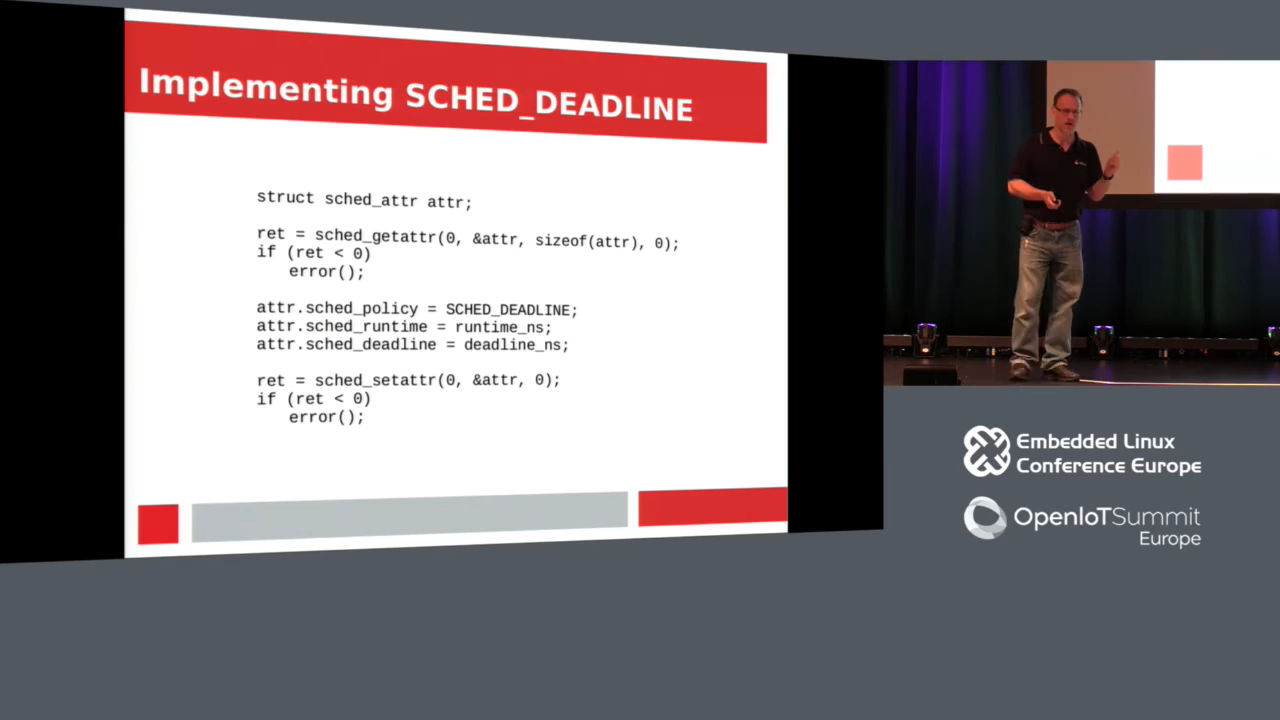 Implementing SCHED_DEADLINE
struct sched_attr attr;
ret = sched_getattr(0, &attr, sizeof(attr), 0);
if (ret < 0)
error();
attr.sched_policy = SCHED_DEADLINE;
attr.sched_runtime = runtime_ns;
attr.sched_deadline = deadline_ns;
ret = sched_setattr(0, &attr, 0);
if (ret < 0)
error();
Embedded Linux
Conference Europe
OpenIoTSummit
Europe